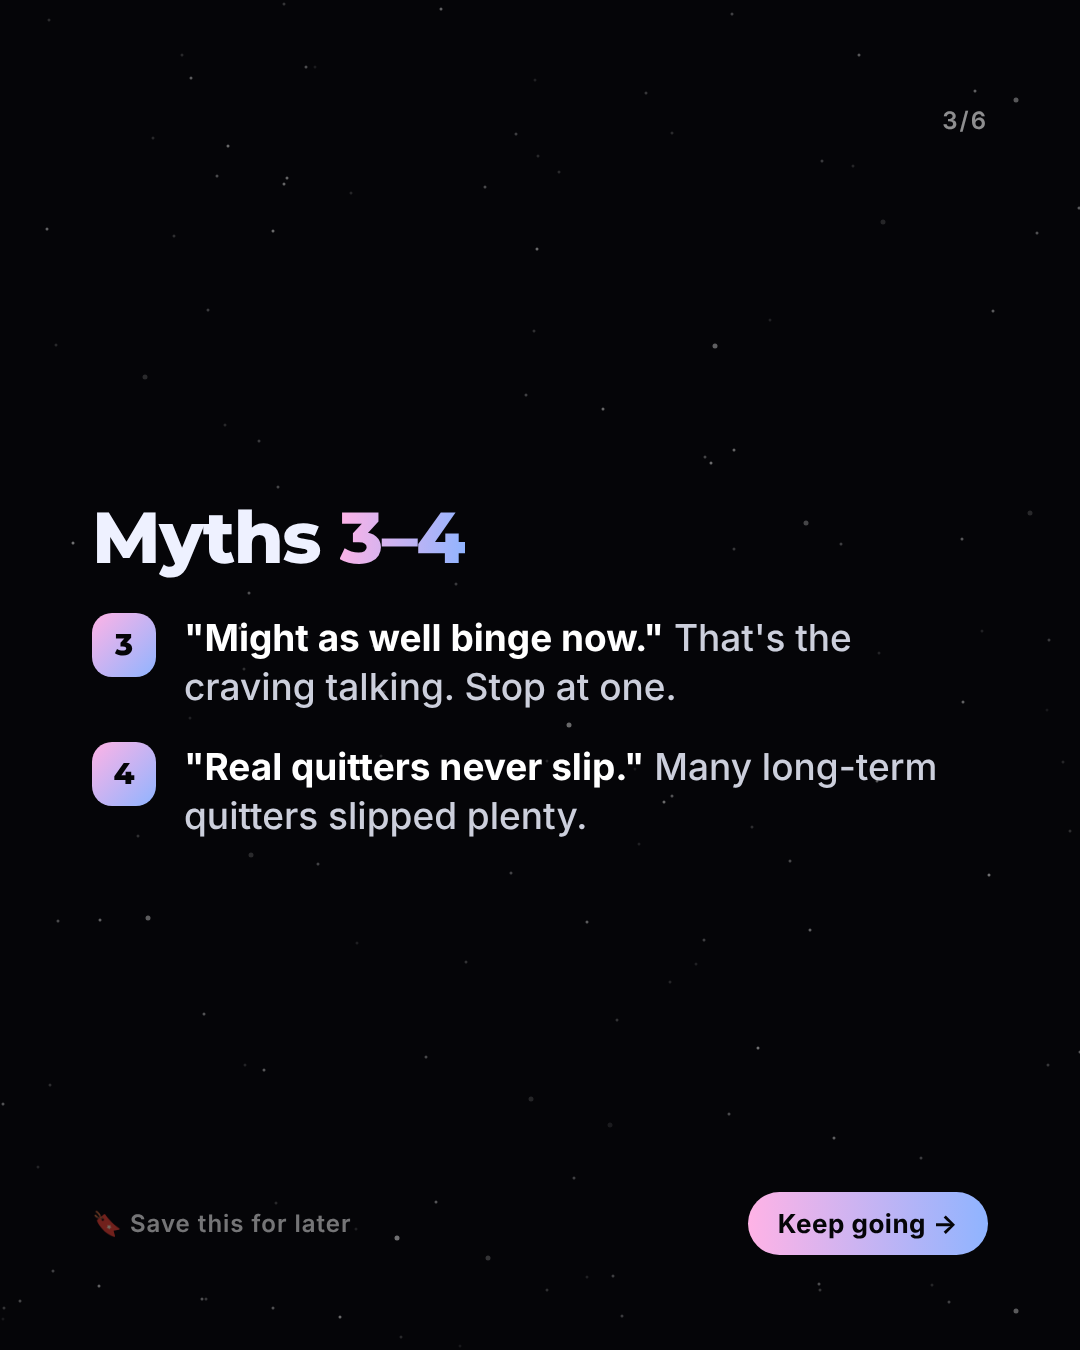 3/6
Myths 3–4
3
"Might as well binge now." That's the
craving talking. Stop at one.
4
"Real quitters never slip." Many long-term
quitters slipped plenty.
🔖 Save this for later
Keep going →